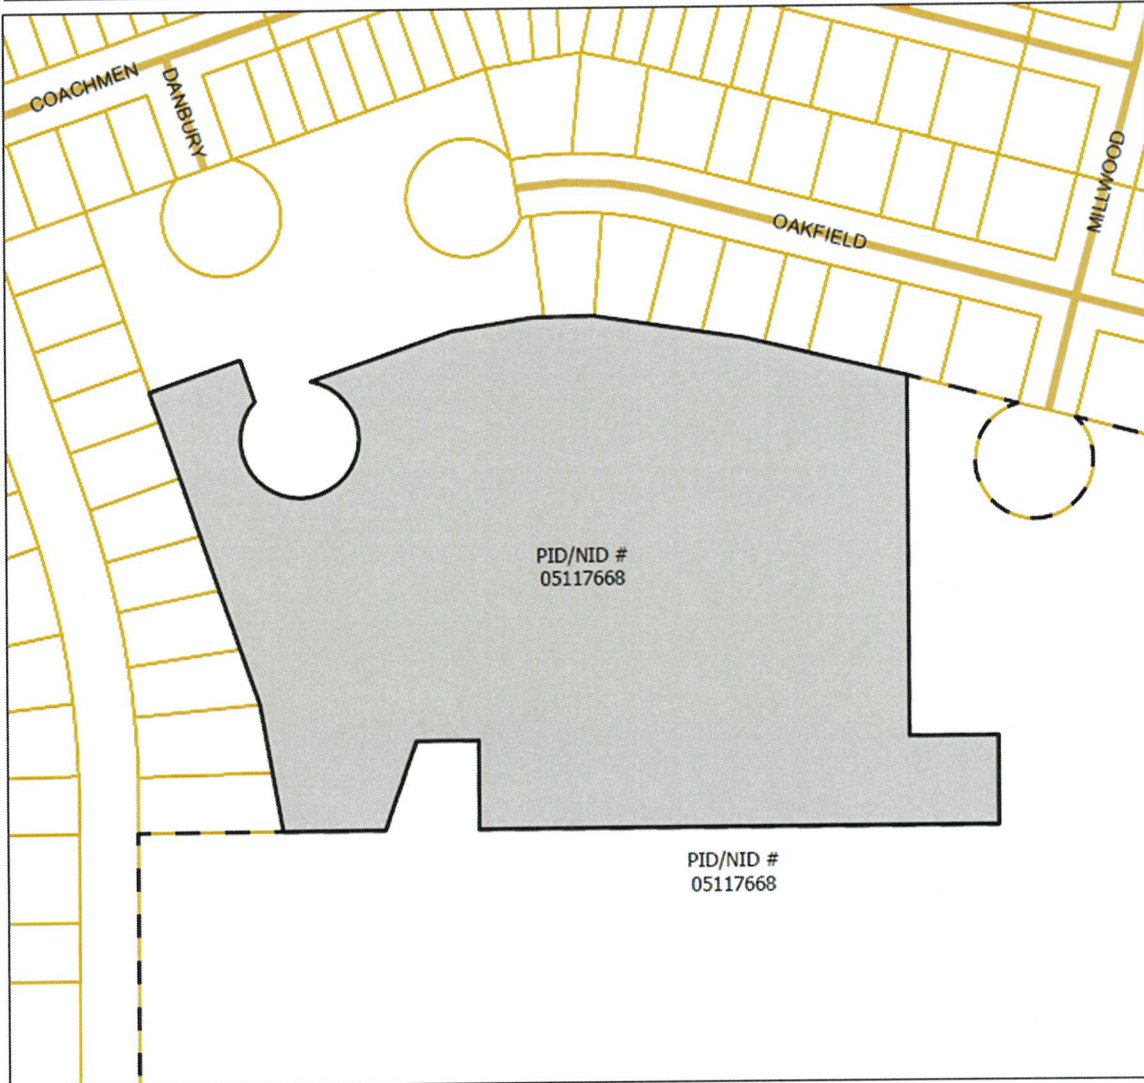 COACHMEN
DANBURY
OAKFIELD
MILLWOOD
PID/NID #
05117668
PID/NID #
05117668